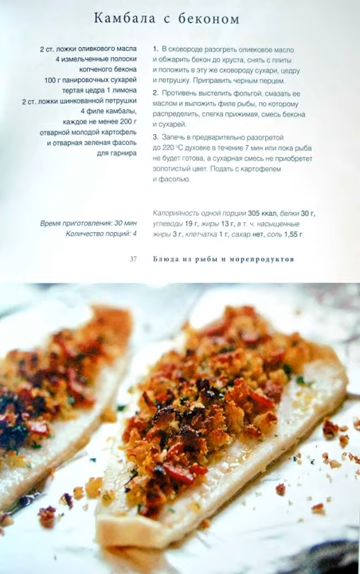 Камбала с беконом
2 ст. ложки оливкового масла
4 измельченные полоски
копченого бекона
100 г панировочных сухарей
тертая цедра 1 лимона
2 ст. ложки шинкованной петрушки
4 филе камбалы,
каждое не менее 200 г
отварной молодой картофель
и отварная зеленая фасоль
для гарнира
1. В сковороде разогреть оливковое масло
и обжарить бекон до хруста, снять с плиты
и положить в эту же сковороду сухари, цедру
и петрушку. Приправить черным перцем.
2. Противень выстелить фольгой, смазать ее
маслом и выложить филе рыбы, по которому
распределить, слегка прижимая, смесь бекона
и сухарей.
3. Запечь в предварительно разогретой
до 220 °С духовке в течение 7 мин или пока рыба
не будет готова, а сухарная смесь не приобретет
золотистый цвет. Подать с картофелем
и фасолью.
Время приготовления: 30 мин
Количество порций: 4
Калорийность одной порции 305 ккал, белки 30 г,
углеводы 19 г, жиры 13 г, в т. ч. насыщенные
жиры 3 г, клетчатка 1 г, сахар нет, соль 1,55 г
37 Блюда из рыбы и морепродуктов